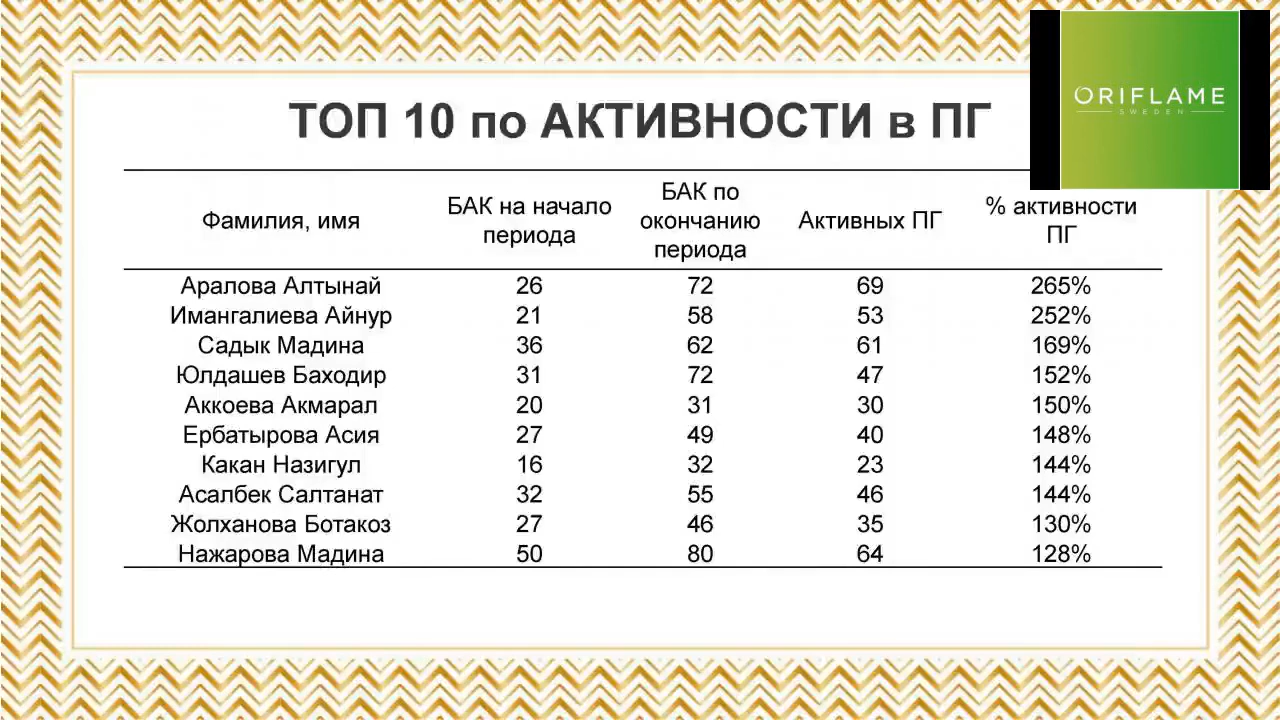 ORIFLAME
SWEDEN
ТОП 10 по АКТИВНОСТИ в ПГ
Фамилия, имя БАК на начало периода БАК по окончанию периода Активных ПГ % активности ПГ
Аралова Алтынай 26 72 69 265%
Имангалиева Айнур 21 58 53 252%
Садык Мадина 36 62 61 169%
Юлдашев Баходир 31 72 47 152%
Аккоева Акмарал 20 31 30 150%
Ербатырова Асия 27 49 40 148%
Какан Назигул 16 32 23 144%
Асалбек Салтанат 32 55 46 144%
Жолханова Ботакоз 27 46 35 130%
Нажарова Мадина 50 80 64 128%